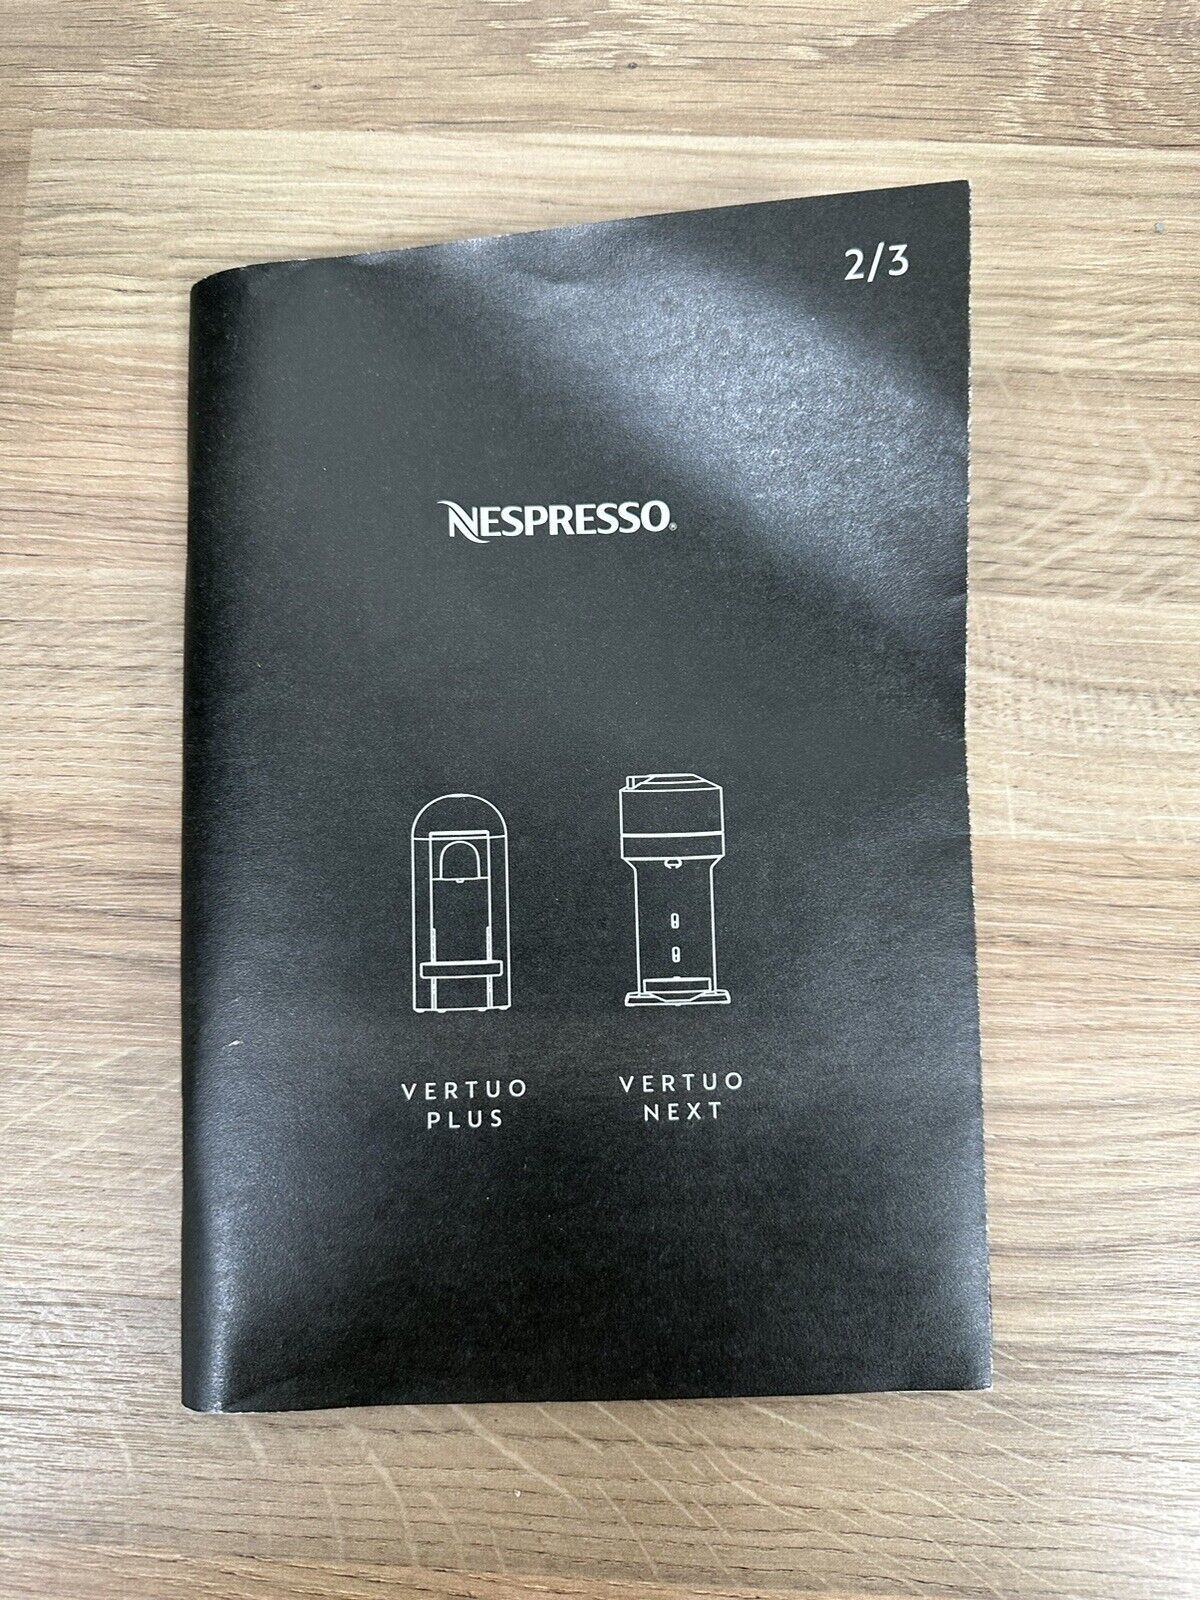 2/3
NESPRESSO®
VERTUO
PLUS
VERTUO
NEXT